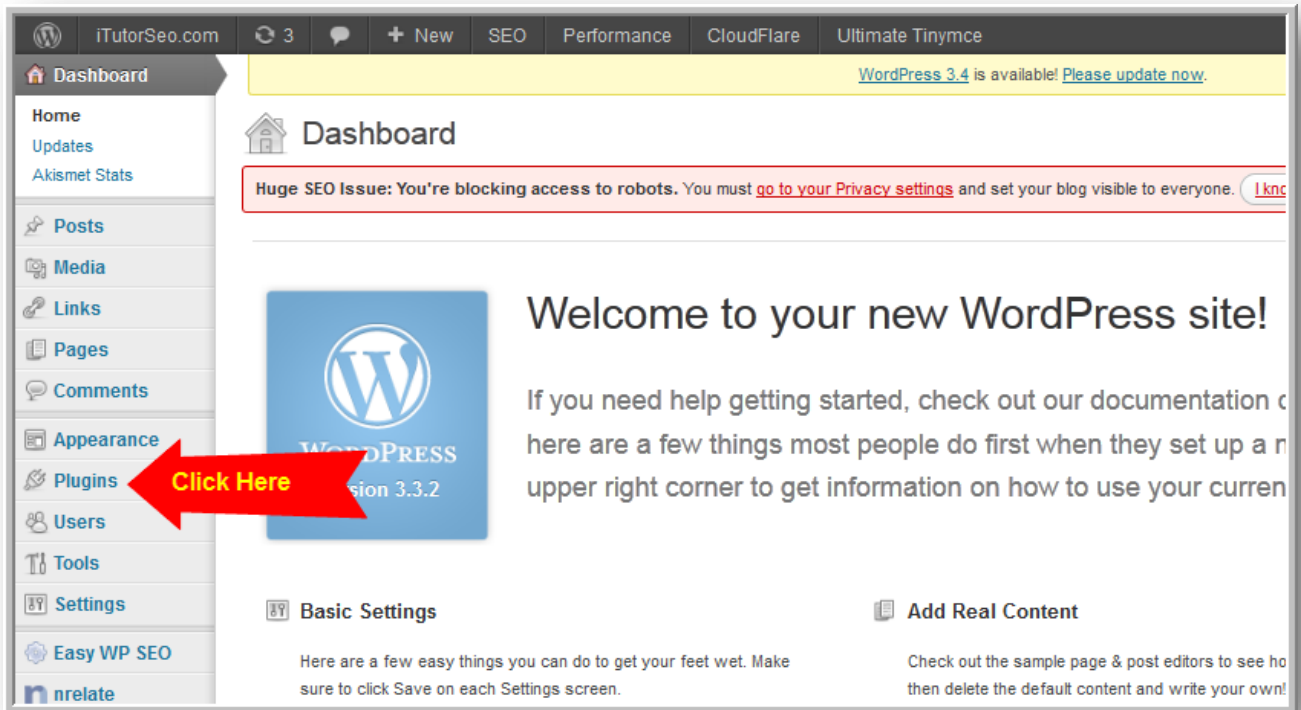 iTutorSeo.com 3 + New SEO Performance CloudFlare Ultimate Tinymce
Dashboard
WordPress 3.4 is available! Please update now.
Home
Updates
Akismet Stats
Dashboard
Huge SEO Issue: You're blocking access to robots. You must go to your Privacy settings and set your blog visible to everyone. I
Posts
Media
Links
Pages
Comments
Appearance
Plugins
Users
Tools
Settings
Easy WP SEO
nrelate
Click Here
WORDPRESS
3.3.2
Welcome to your new WordPress site!
If you need help getting started, check out our documentation
here are a few things most people do first when they set up a
upper right corner to get information on how to use your
Basic Settings
Here are a few easy things you can do to get your feet wet. Make
sure to click Save on each Settings screen.
Add Real Content
Check out the sample page & post editors to see
then delete the default content and write your own!